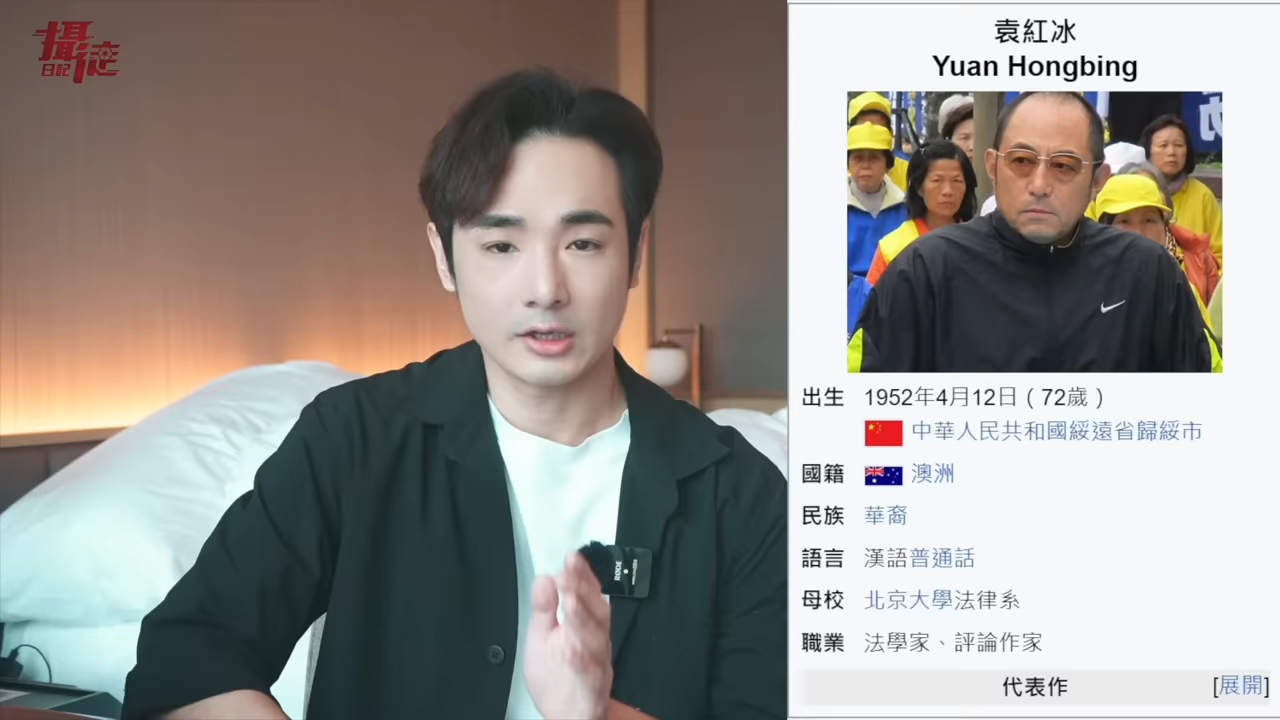 攝徒
日記
袁紅冰
Yuan Hongbing
功
出生 1952年4月12日（72歲）
中華人民共和國綏遠省歸綏市
國籍 澳洲
民族 華裔
語言 漢語普通話
母校 北京大學法律系
職業 法學家、評論作家
代表作 [展開]
RØDE